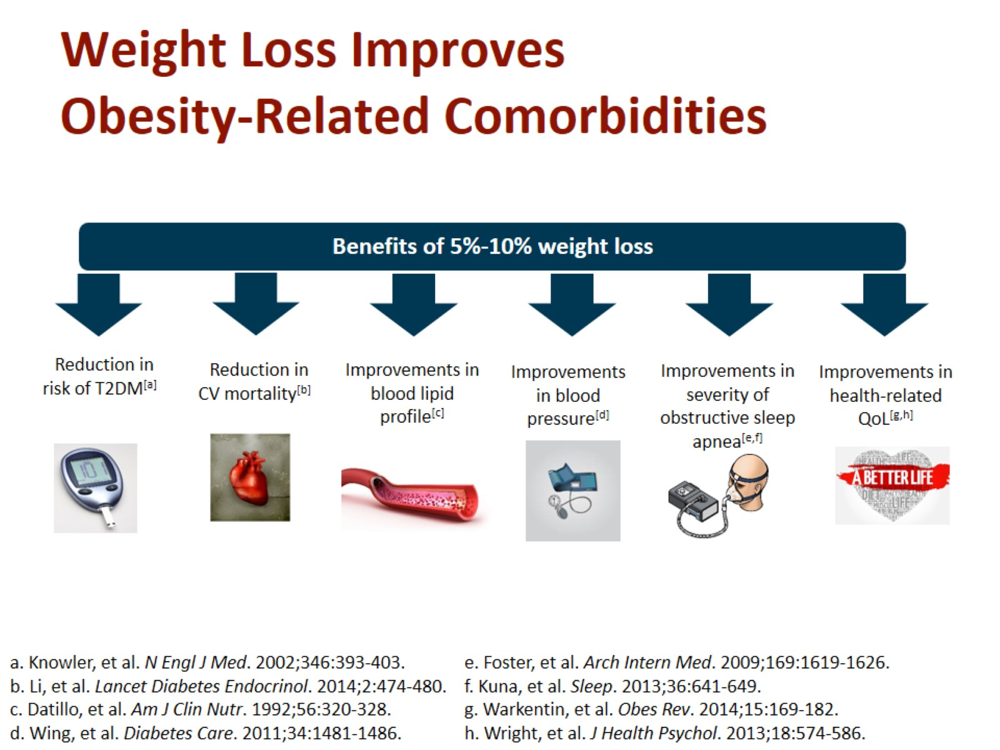 Weight Loss Improves
Obesity-Related Comorbidities
Benefits of 5%-10% weight loss
Reduction in
risk of T2DM[a]
Reduction in
CV mortality[b]
Improvements in
blood lipid
profile[c]
Improvements
in blood
pressure[d]
Improvements in
severity of
obstructive sleep
apnea[e,f]
Improvements in
health-related
QoL[g,h]
101
LIFE
HEALTH
A BETTER LIFE
DIET
LIFE
a. Knowler, et al. N Engl J Med. 2002;346:393-403.
b. Li, et al. Lancet Diabetes Endocrinol. 2014;2:474-480.
c. Datillo, et al. Am J Clin Nutr. 1992;56:320-328.
d. Wing, et al. Diabetes Care. 2011;34:1481-1486.
e. Foster, et al. Arch Intern Med. 2009;169:1619-1626.
f. Kuna, et al. Sleep. 2013;36:641-649.
g. Warkentin, et al. Obes Rev. 2014;15:169-182.
h. Wright, et al. J Health Psychol. 2013;18:574-586.